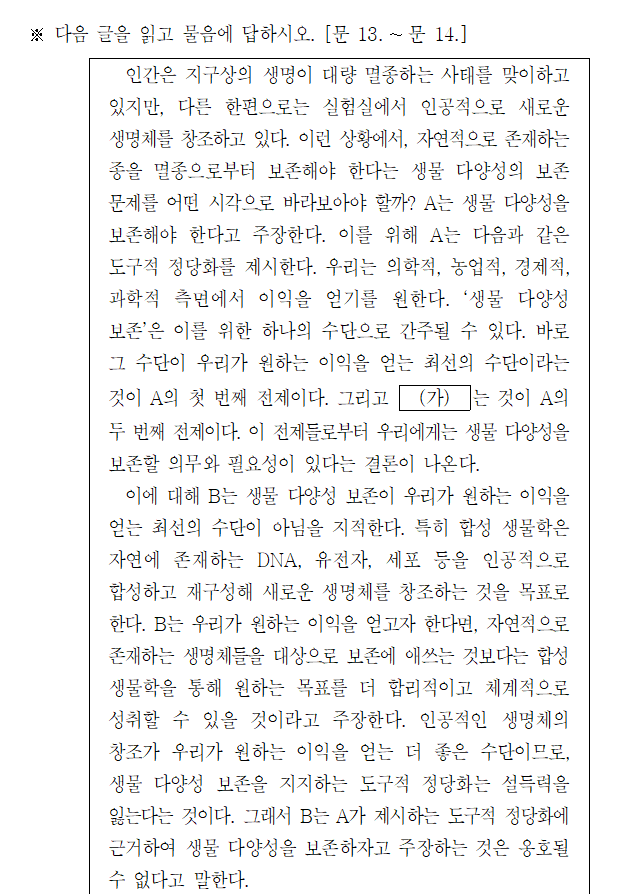 ※ 다음 글을 읽고 물음에 답하시오. [문 13. ~ 문 14.]
인간은 지구상의 생명이 대량 멸종하는 사태를 맞이하고
있지만, 다른 한편으로는 실험실에서 인공적으로 새로운
생명체를 창조하고 있다. 이런 상황에서, 자연적으로 존재하는
종을 멸종으로부터 보존해야 한다는 생물 다양성의 보존
문제를 어떤 시각으로 바라보아야 할까? A는 생물 다양성을
보존해야 한다고 주장한다. 이를 위해 A는 다음과 같은
도구적 정당화를 제시한다. 우리는 의학적, 농업적, 경제적,
과학적 측면에서 이익을 얻기를 원한다. ‘생물 다양성
보존’은 이를 위한 하나의 수단으로 간주될 수 있다. 바로
그 수단이 우리가 원하는 이익을 얻는 최선의 수단이라는
것이 A의 첫 번째 전제이다. 그리고 (가) 는 것이 A의
두 번째 전제이다. 이 전제들로부터 우리에게는 생물 다양성을
보존할 의무와 필요성이 있다는 결론이 나온다.
이에 대해 B는 생물 다양성 보존이 우리가 원하는 이익을
얻는 최선의 수단이 아님을 지적한다. 특히 합성 생물학은
자연에 존재하는 DNA, 유전자, 세포 등을 인공적으로
합성하고 재구성해 새로운 생명체를 창조하는 것을 목표로
한다. B는 우리가 원하는 이익을 얻고자 한다면, 자연적으로
존재하는 생명체들을 대상으로 보존에 애쓰는 것보다는 합성
생물학을 통해 원하는 목표를 더 합리적이고 체계적으로
성취할 수 있을 것이라고 주장한다. 인공적인 생명체의
창조가 우리가 원하는 이익을 얻는 더 좋은 수단이므로,
생물 다양성 보존을 지지하는 도구적 정당화는 설득력을
잃는다는 것이다. 그래서 B는 A가 제시하는 도구적 정당화에
근거하여 생물 다양성을 보존하자고 주장하는 것은 옹호될
수 없다고 말한다.